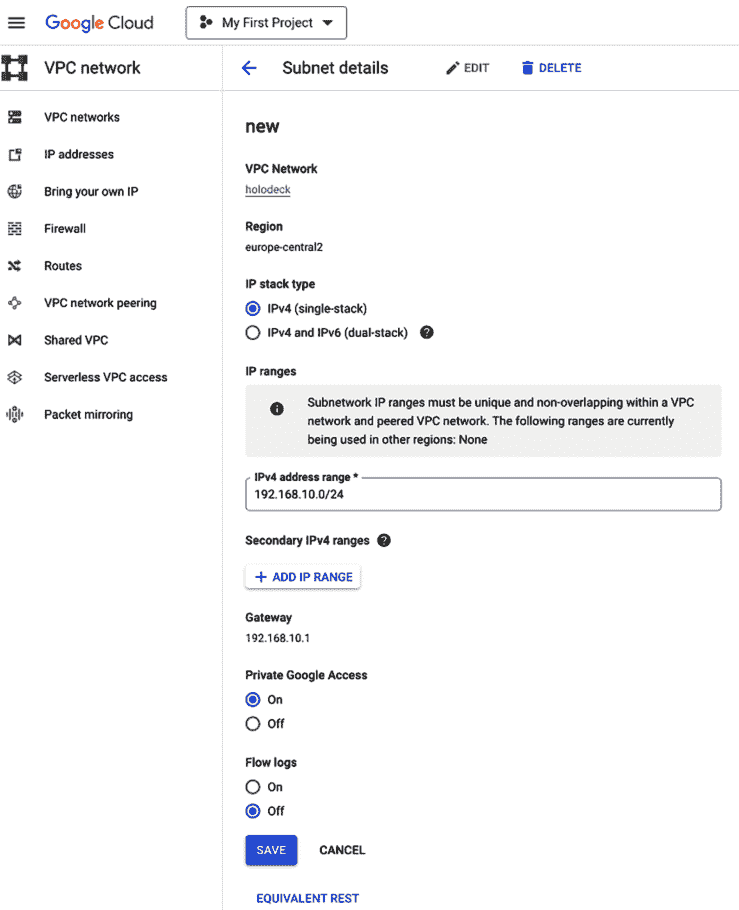 Google Cloud
My First Project
VPC network
Subnet details
EDIT
DELETE
VPC networks
IP addresses
Bring your own IP
Firewall
Routes
VPC network peering
Shared VPC
Serverless VPC access
Packet mirroring
new
VPC Network
holodeck
Region
europe-central2
IP stack type
IPv4 (single-stack)
IPv4 and IPv6 (dual-stack)
IP ranges
Subnetwork IP ranges must be unique and non-overlapping within a VPC
network and peered VPC network. The following ranges are currently
being used in other regions: None
IPv4 address range *
192.168.10.0/24
Secondary IPv4 ranges
+ ADD IP RANGE
Gateway
192.168.10.1
Private Google Access
On
Off
Flow logs
On
Off
SAVE
CANCEL
EQUIVALENT REST